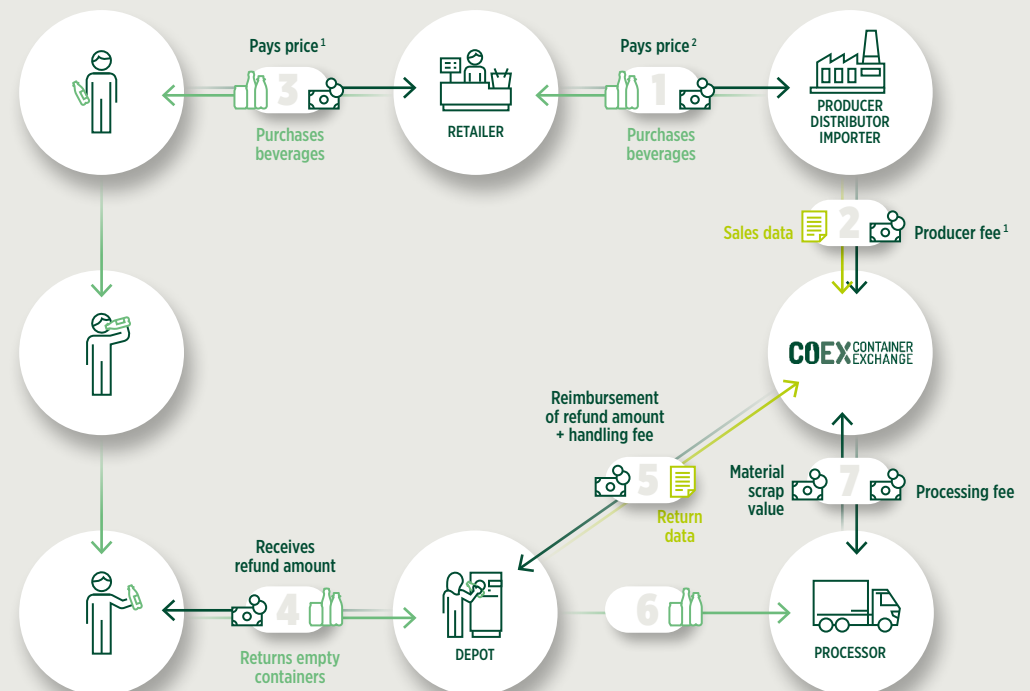 Pays price 1
3
Purchases
beverages
RETAILER
Pays price 2
1
Purchases
beverages
PRODUCER
DISTRIBUTOR
IMPORTER
Sales data
2
Producer fee 1
COEX CONTAINER
EXCHANGE
Reimbursement
of refund amount
+ handling fee
5
Return
data
Material
scrap
value
7
Processing fee
Receives
refund amount
4
Returns empty
containers
DEPOT
6
PROCESSOR